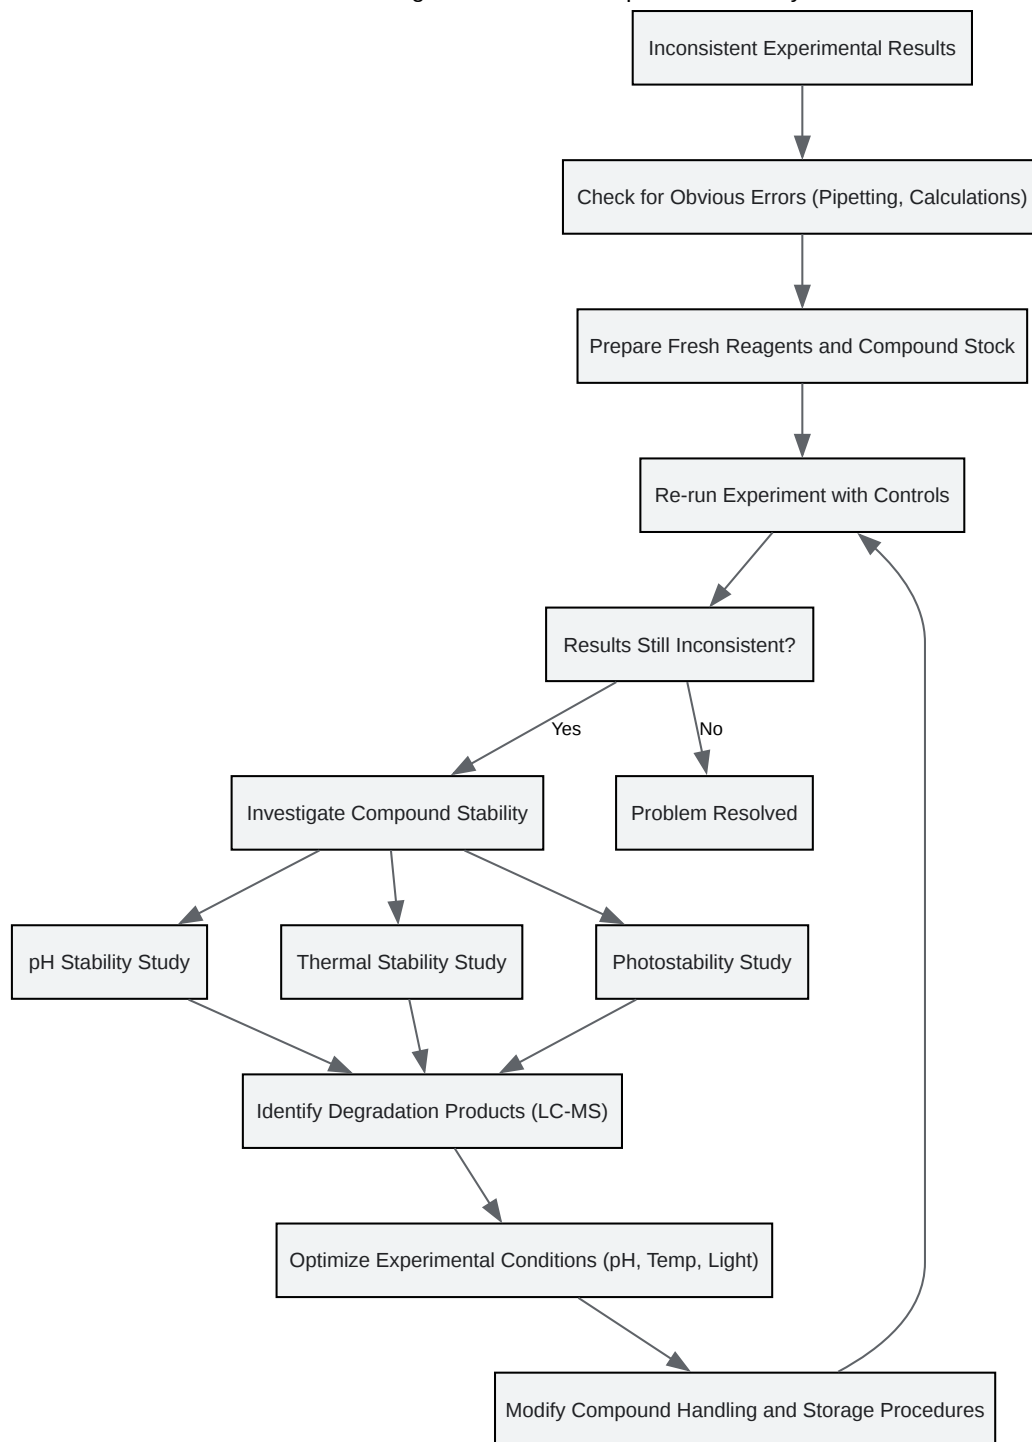 Inconsistent Experimental Results
Check for Obvious Errors (Pipetting, Calculations)
Prepare Fresh Reagents and Compound Stock
Re-run Experiment with Controls
Results Still Inconsistent?
Yes
No
Investigate Compound Stability
Problem Resolved
pH Stability Study
Thermal Stability Study
Photostability Study
Identify Degradation Products (LC-MS)
Optimize Experimental Conditions (pH, Temp, Light)
Modify Compound Handling and Storage Procedures